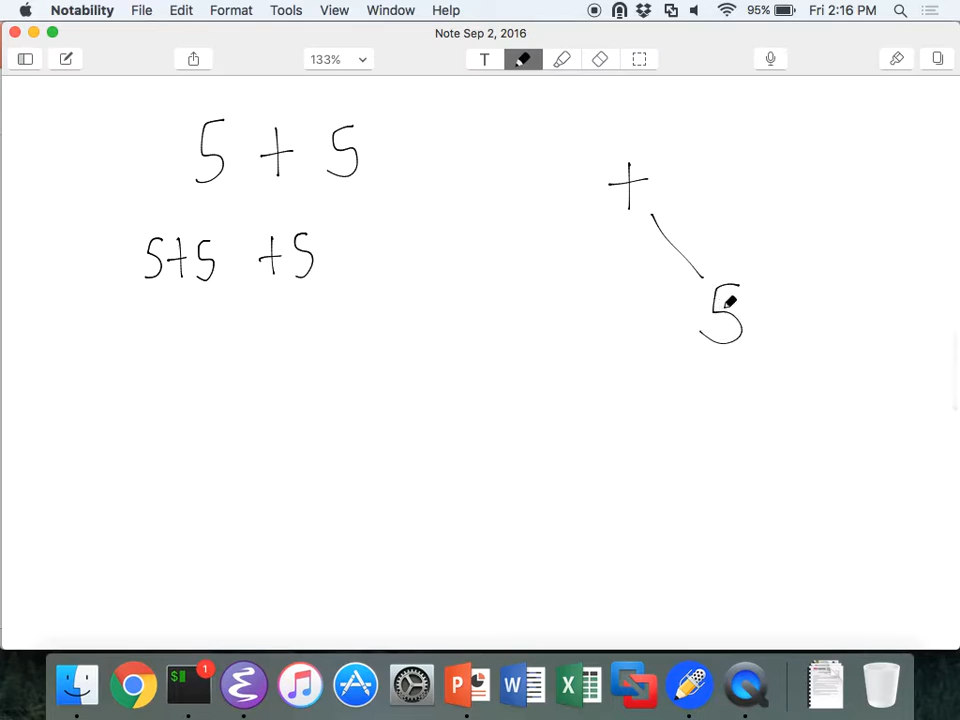 Notability File Edit Format Tools View Window Help 95% Fri 2:16 PM
Note Sep 2, 2016
133% T
5 + 5
+
5+5 +5
5
$ 1
P W X